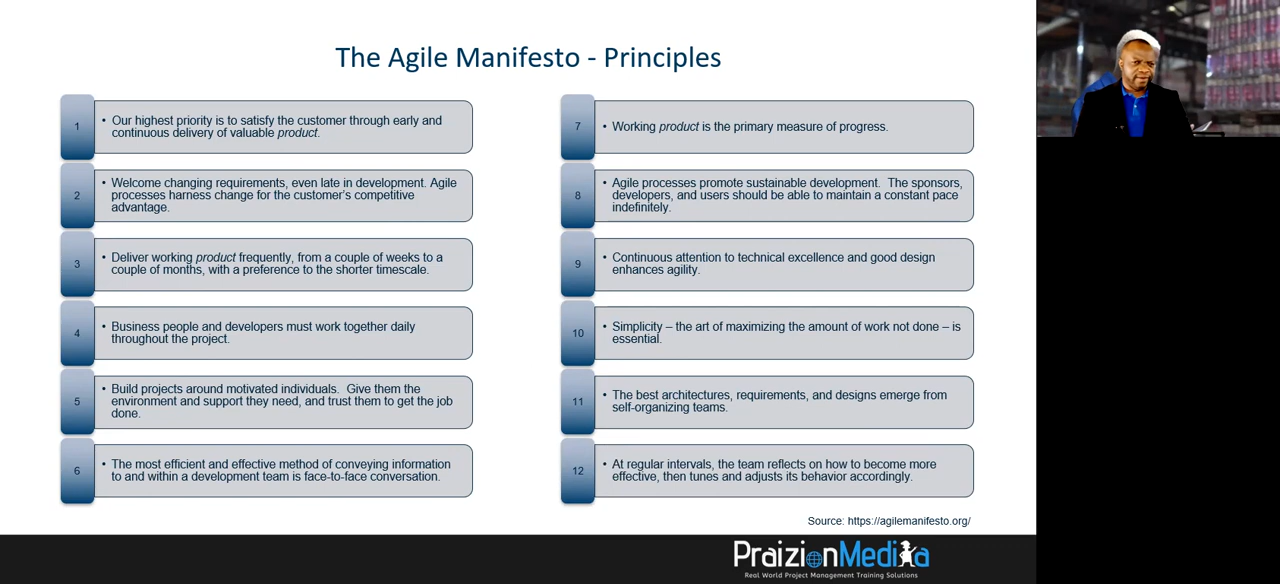 The Agile Manifesto - Principles
1
• Our highest priority is to satisfy the customer through early and
continuous delivery of valuable product.
2
• Welcome changing requirements, even late in development. Agile
processes harness change for the customer's competitive
advantage.
3
• Deliver working product frequently, from a couple of weeks to a
couple of months, with a preference to the shorter timescale.
4
• Business people and developers must work together daily
throughout the project.
5
• Build projects around motivated individuals.  Give them the
environment and support they need, and trust them to get the job
done.
6
• The most efficient and effective method of conveying information
to and within a development team is face-to-face conversation.
7
• Working product is the primary measure of progress.
8
• Agile processes promote sustainable development.  The sponsors,
developers, and users should be able to maintain a constant pace
indefinitely.
9
• Continuous attention to technical excellence and good design
enhances agility.
10
• Simplicity – the art of maximizing the amount of work not done – is
essential.
11
• The best architectures, requirements, and designs emerge from
self-organizing teams.
12
• At regular intervals, the team reflects on how to become more
effective, then tunes and adjusts its behavior accordingly.
Source: https://agilemanifesto.org/
PraizionMedia
Real World Project Management Training Solutions